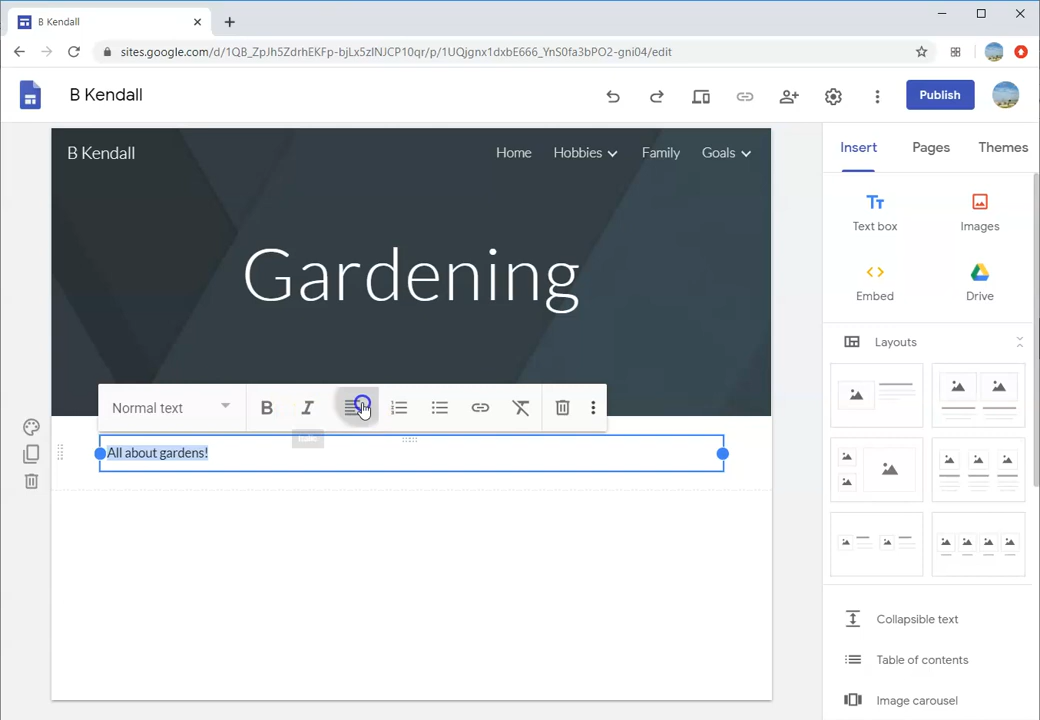 B Kendall
sites.google.com/d/1QB_ZpJh5ZdrhEKFp-bjLx5zINJCP10qr/p/1UQjgnx1dxbE666_YnS0fa3bPO2-gni04/edit
B Kendall
Publish
B Kendall
Home
Hobbies
Family
Goals
Insert
Pages
Themes
Text box
Images
Embed
Drive
Gardening
Layouts
Normal text
All about gardens!
Collapsible text
Table of contents
Image carousel